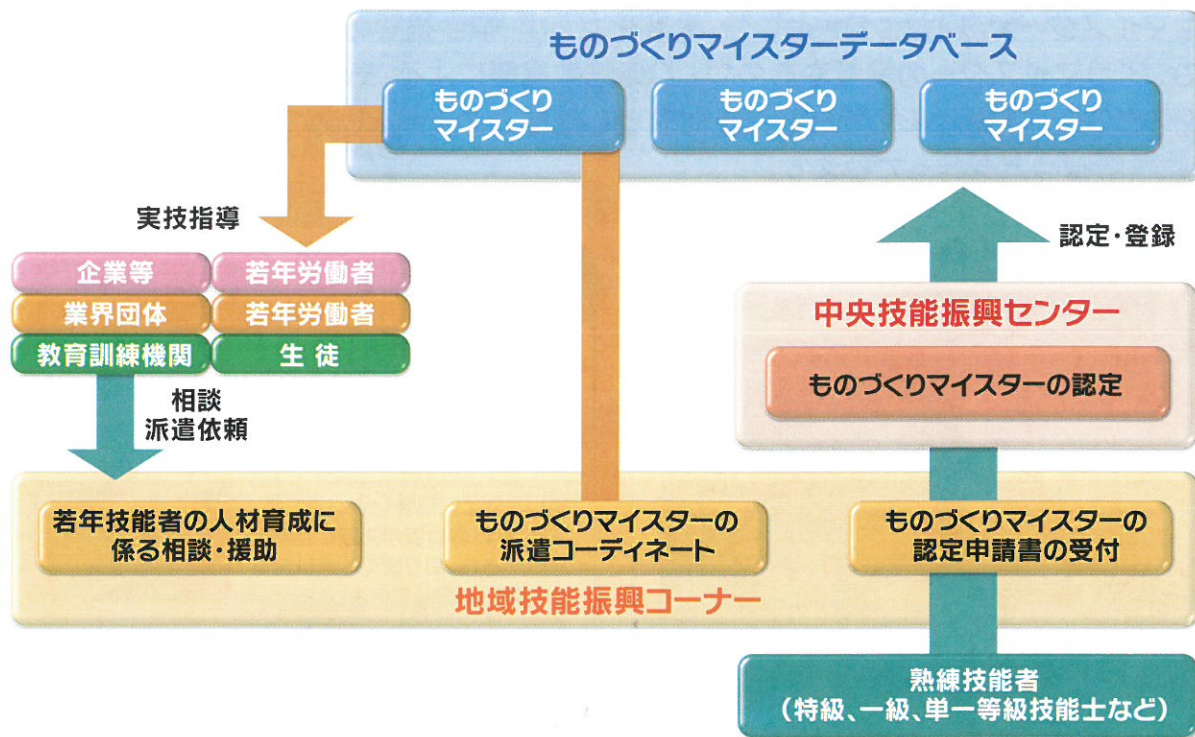 ものづくりマイスターデータベース
ものづくり
マイスター
ものづくり
マイスター
ものづくり
マイスター
実技指導
認定・登録
企業等
若年労働者
業界団体
若年労働者
教育訓練機関
生徒
中央技能振興センター
ものづくりマイスターの認定
相談
派遣依頼
若年技能者の人材育成に
係る相談・援助
ものづくりマイスターの
派遣コーディネート
ものづくりマイスターの
認定申請書の受付
地域技能振興コーナー
熟練技能者
(特級、一級、単一等級技能士など)